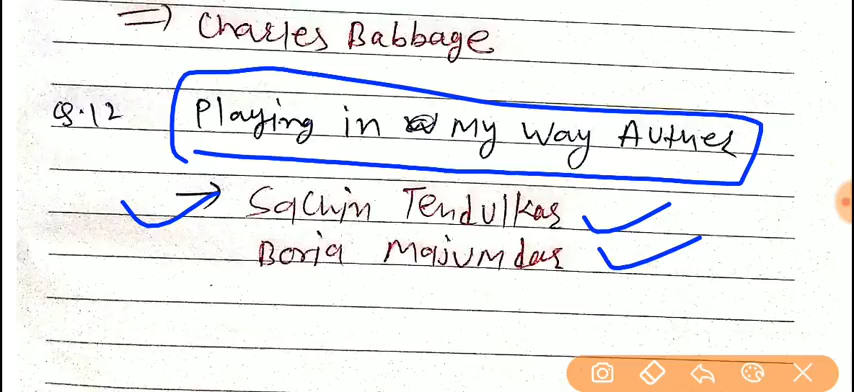 ⇒ Charles Babbage
Q.12 Playing in My Way Auther
→ Sachin Tendulkar
Boria Majumdar